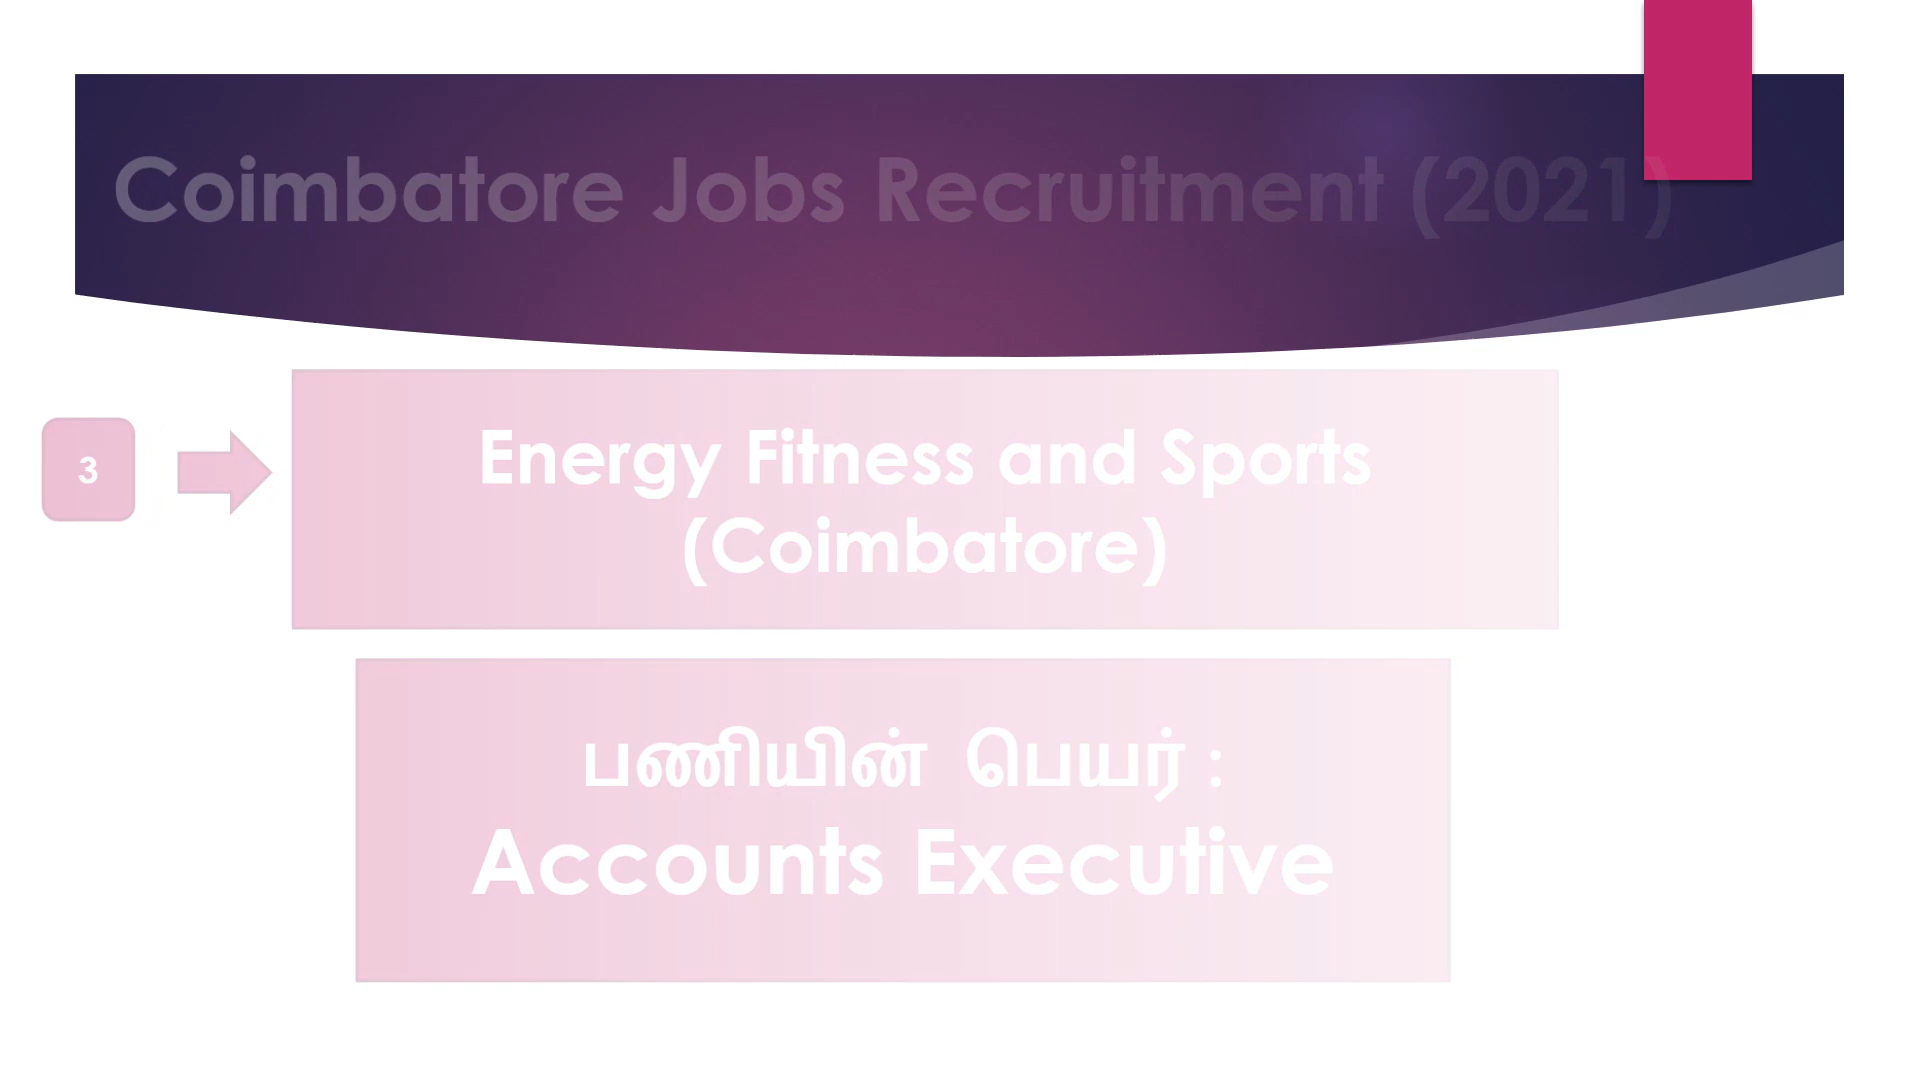 Coimbatore Jobs Recruitment (2021)
3
Energy Fitness and Sports
(Coimbatore)
பணியின் பெயர் :
Accounts Executive